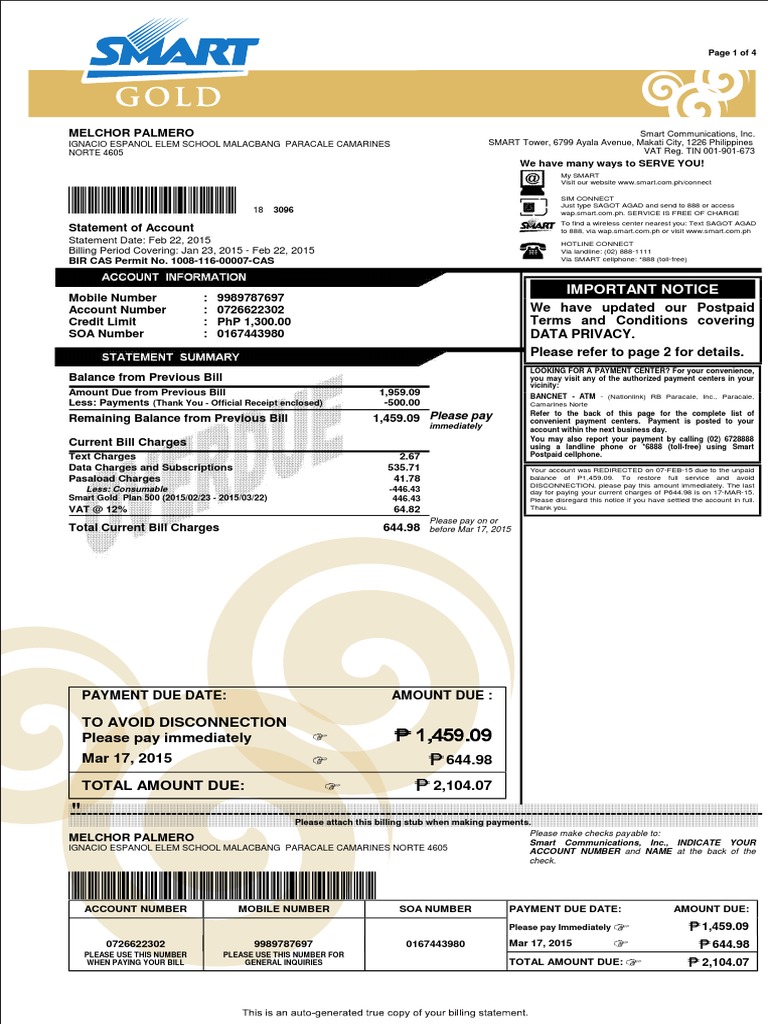 SMART
GOLD
Page 1 of 4
MELCHOR PALMERO
IGNACIO ESPANOL ELEM SCHOOL MALACBANG PARACALE CAMARINES
NORTE 4605
Smart Communications, Inc.
SMART Tower, 6799 Ayala Avenue, Makati City, 1226 Philippines
VAT Reg. TIN 001-901-673
We have many ways to SERVE YOU!
My SMART
Visit our website www.smart.com.ph/connect
SIM CONNECT
Just type SAGOT AGAD and send to 888 or access
wap.smart.com.ph. SERVICE IS FREE OF CHARGE
SMART
To find a wireless center nearest you: Text SAGOT AGAD
to 888, via wap.smart.com.ph or visit www.smart.com.ph
HOTLINE CONNECT
Via landline: (02) 888-1111
Via SMART cellphone: *888 (toll-free)
18 3096
Statement of Account
Statement Date: Feb 22, 2015
Billing Period Covering: Jan 23, 2015 - Feb 22, 2015
BIR CAS Permit No. 1008-116-00007-CAS
ACCOUNT INFORMATION
Mobile Number : 9989787697
Account Number : 0726622302
Credit Limit : PhP 1,300.00
SOA Number : 0167443980
STATEMENT SUMMARY
OVERDUE
Balance from Previous Bill
Amount Due from Previous Bill 1,959.09
Less: Payments (Thank You - Official Receipt enclosed) -500.00
Remaining Balance from Previous Bill 1,459.09 Please pay
immediately
Current Bill Charges
Text Charges 2.67
Data Charges and Subscriptions 535.71
Pasaload Charges 41.78
Less: Consumable -446.43
Smart Gold Plan 500 (2015/02/23 - 2015/03/22) 446.43
VAT @ 12% 64.82
Total Current Bill Charges 644.98 Please pay on or
before Mar 17, 2015
IMPORTANT NOTICE
We have updated our Postpaid
Terms and Conditions covering
DATA PRIVACY.
Please refer to page 2 for details.
LOOKING FOR A PAYMENT CENTER? For your convenience,
you may visit any of the authorized payment centers in your
vicinity:
BANCNET - ATM - (Nationlink) RB Paracale, Inc., Paracale,
Camarines Norte
Refer to the back of this page for the complete list of
convenient payment centers. Payment is posted to your
account within the next business day.
You may also report your payment by calling (02) 6728888
using a landline phone or *6888 (toll-free) using Smart
Postpaid cellphone.
Your account was REDIRECTED on 07-FEB-15 due to the unpaid
balance of P1,459.09. To restore full service and avoid
DISCONNECTION, please pay this amount immediately. The last
day for paying your current charges of P644.98 is on 17-MAR-15.
Please disregard this notice if you have settled the account in full.
Thank you.
PAYMENT DUE DATE: AMOUNT DUE :
TO AVOID DISCONNECTION
Please pay immediately ☞ ₱ 1,459.09
Mar 17, 2015 ☞ ₱ 644.98
TOTAL AMOUNT DUE: ☞ ₱ 2,104.07
"
Please attach this billing stub when making payments.
MELCHOR PALMERO
IGNACIO ESPANOL ELEM SCHOOL MALACBANG PARACALE CAMARINES NORTE 4605
Please make checks payable to:
Smart Communications, Inc., INDICATE YOUR
ACCOUNT NUMBER and NAME at the back of the
check.
ACCOUNT NUMBER MOBILE NUMBER SOA NUMBER PAYMENT DUE DATE: AMOUNT DUE:
Please pay Immediately ☞ ₱ 1,459.09
0726622302 9989787697 0167443980 Mar 17, 2015 ☞ ₱ 644.98
PLEASE USE THIS NUMBER
WHEN PAYING YOUR BILL
PLEASE USE THIS NUMBER FOR
GENERAL INQUIRIES
TOTAL AMOUNT DUE: ☞ ₱ 2,104.07
This is an auto-generated true copy of your billing statement.